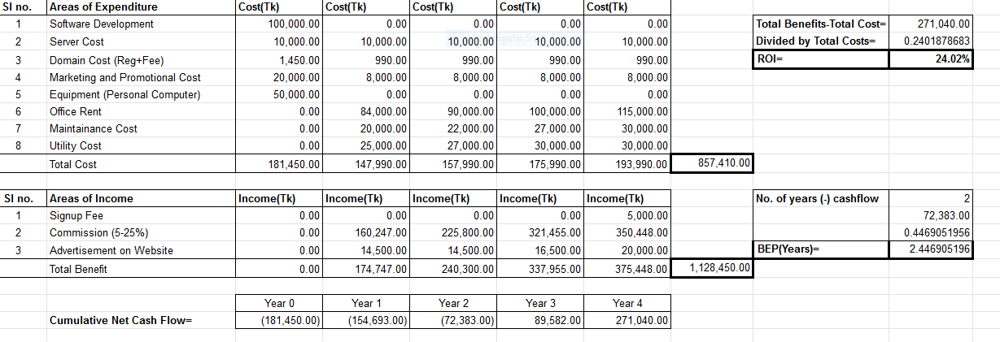 Sl no. Areas of Expenditure Cost(Tk) Cost(Tk) Cost(Tk) Cost(Tk) Cost(Tk)
1 Software Development 100,000.00 0.00 0.00 0.00 0.00 Total Benefits-Total Cost= 271,040.00
2 Server Cost 10,000.00 10,000.00 10,000.00 10,000.00 10,000.00 Divided by Total Costs= 0.2401878683
3 Domain Cost (Reg+Fee) 1,450.00 990.00 990.00 990.00 990.00 ROI= 24.02%
4 Marketing and Promotional Cost 20,000.00 8,000.00 8,000.00 8,000.00 8,000.00
5 Equipment (Personal Computer) 50,000.00 0.00 0.00 0.00 0.00
6 Office Rent 0.00 84,000.00 90,000.00 100,000.00 115,000.00
7 Maintainance Cost 0.00 20,000.00 22,000.00 27,000.00 30,000.00
8 Utility Cost 0.00 25,000.00 27,000.00 30,000.00 30,000.00
Total Cost 181,450.00 147,990.00 157,990.00 175,990.00 193,990.00 857,410.00
Sl no. Areas of Income Income(Tk) Income(Tk) Income(Tk) Income(Tk) Income(Tk) No. of years (-) cashflow 2
1 Signup Fee 0.00 0.00 0.00 0.00 5,000.00 72,383.00
2 Commission (5-25%) 0.00 160,247.00 225,800.00 321,455.00 350,448.00 0.4469051956
3 Advertisement on Website 0.00 14,500.00 14,500.00 16,500.00 20,000.00 BEP(Years)= 2.446905196
Total Benefit 0.00 174,747.00 240,300.00 337,955.00 375,448.00 1,128,450.00
Year 0 Year 1 Year 2 Year 3 Year 4
Cumulative Net Cash Flow= (181,450.00) (154,693.00) (72,383.00) 89,582.00 271,040.00